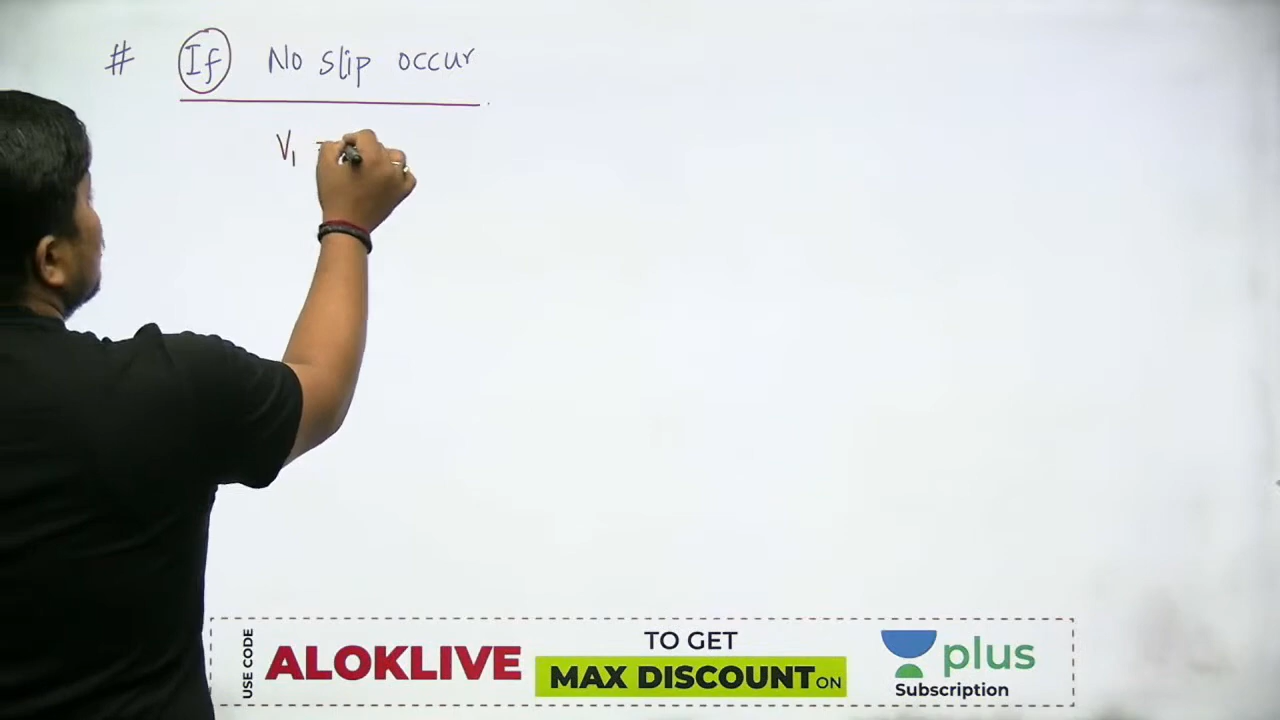 # If No slip occur
V1 =
USE CODE
ALOKLIVE
TO GET
MAX DISCOUNT ON
plus
Subscription